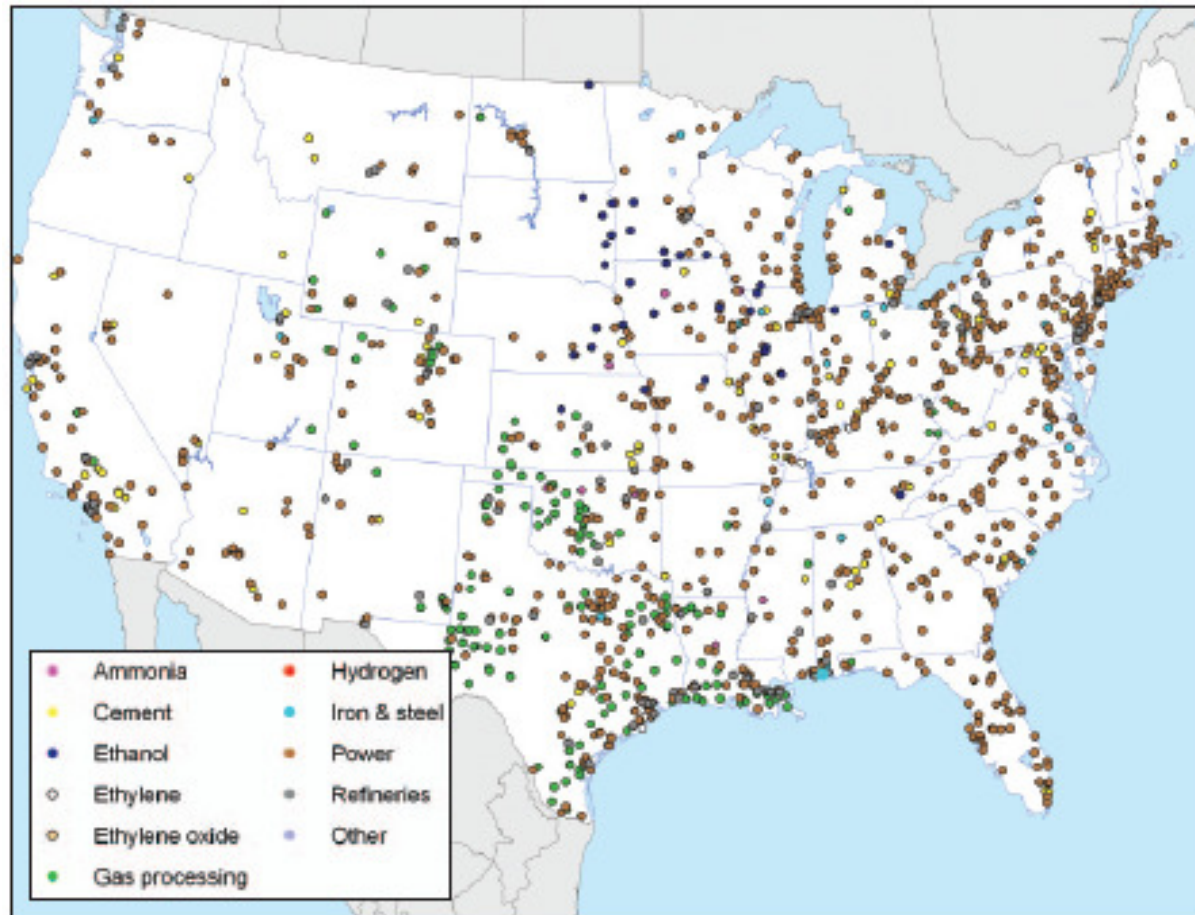 Ammonia
Cement
Ethanol
Ethylene
Ethylene oxide
Gas processing
Hydrogen
Iron & steel
Power
Refineries
Other